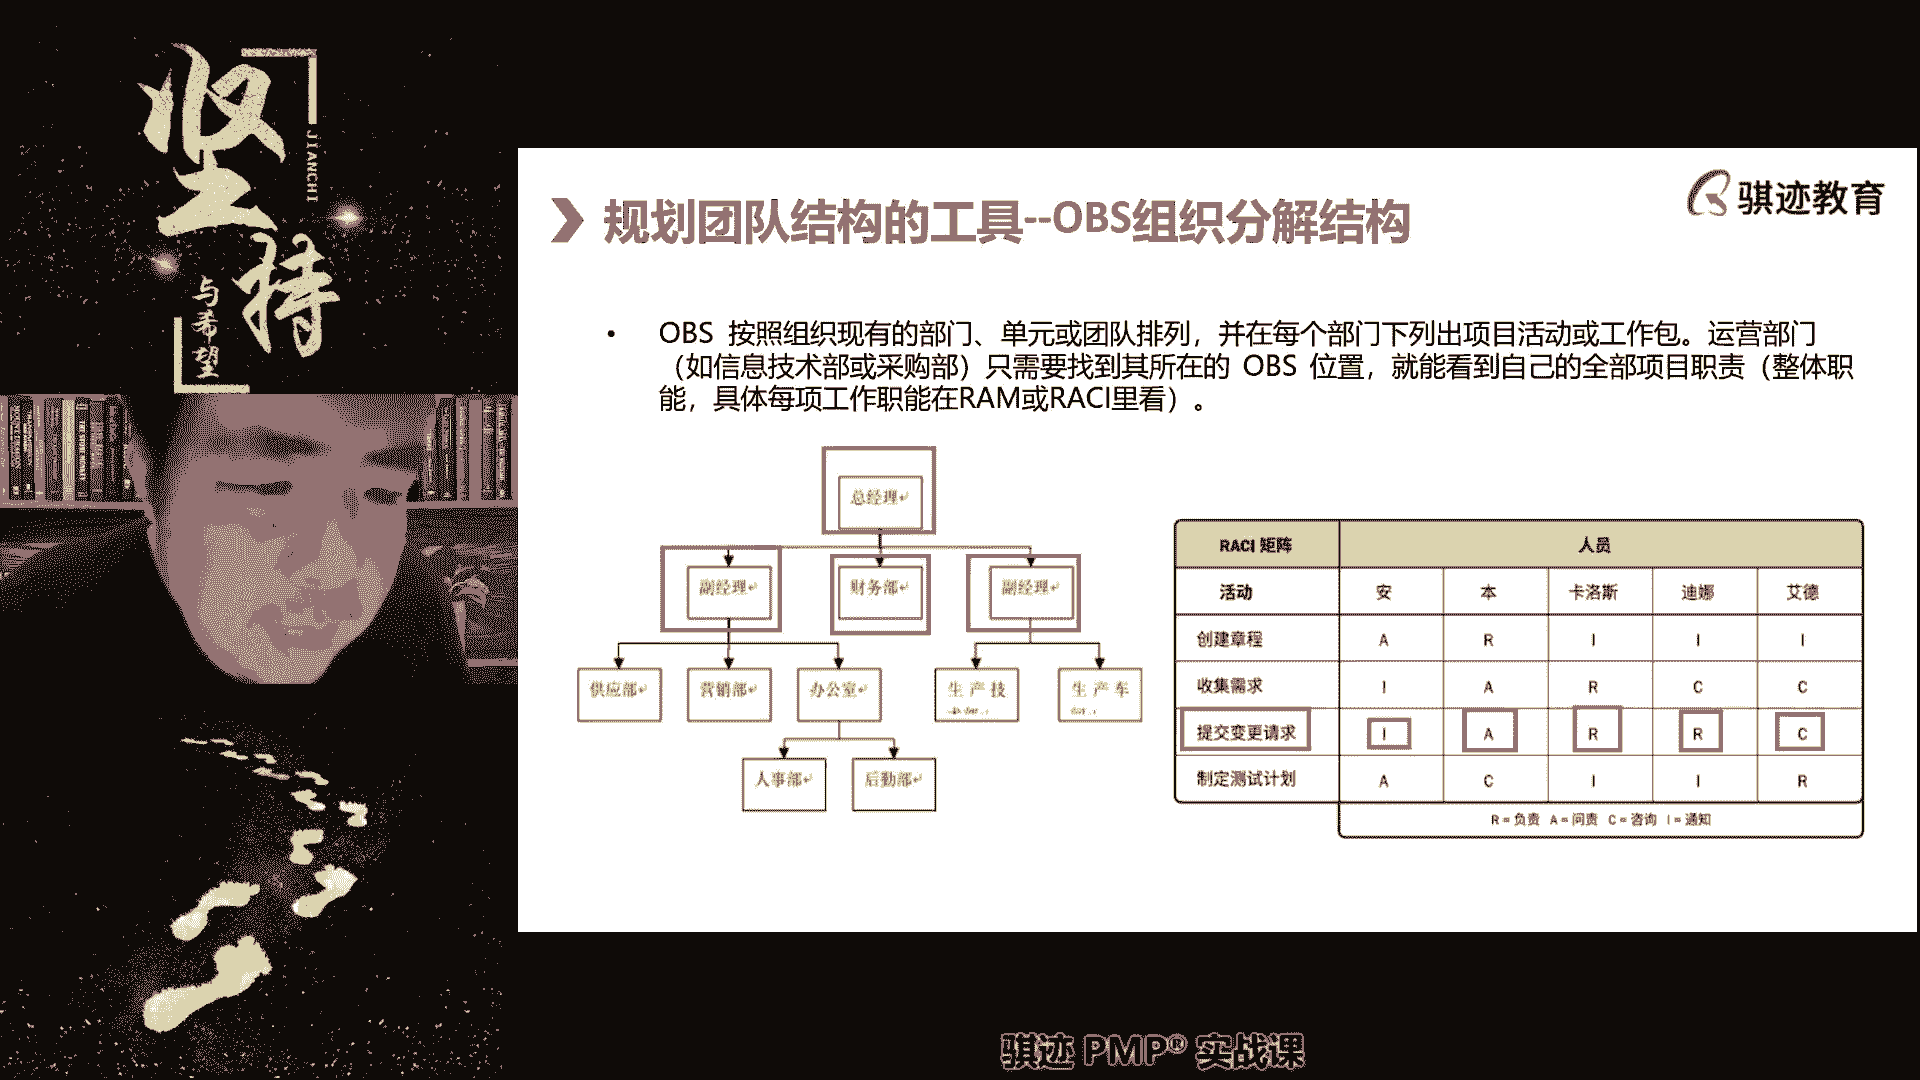 坚持
JIANCHI
与希望
骐迹教育
规划团队结构的工具--OBS组织分解结构
• OBS 按照组织现有的部门、单元或团队排列，并在每个部门下列出项目活动或工作包。运营部门
（如信息技术部或采购部）只需要找到其所在的 OBS 位置，就能看到自己的全部项目职责（整体职
能，具体每项工作职能在RAM或RACI里看）。
总经理
副经理 财务部 副经理
供应部 营销部 办公室 生产技 生产车
人事部 后勤部
RACI 矩阵 人员
活动 安 本 卡洛斯 迪娜 艾德
创建章程 A R I I I
收集需求 I A R C C
提交变更请求 I A R R C
制定测试计划 A C I I R
R = 负责 A = 问责 C = 咨询 I = 通知
骐迹 PMP® 实战课